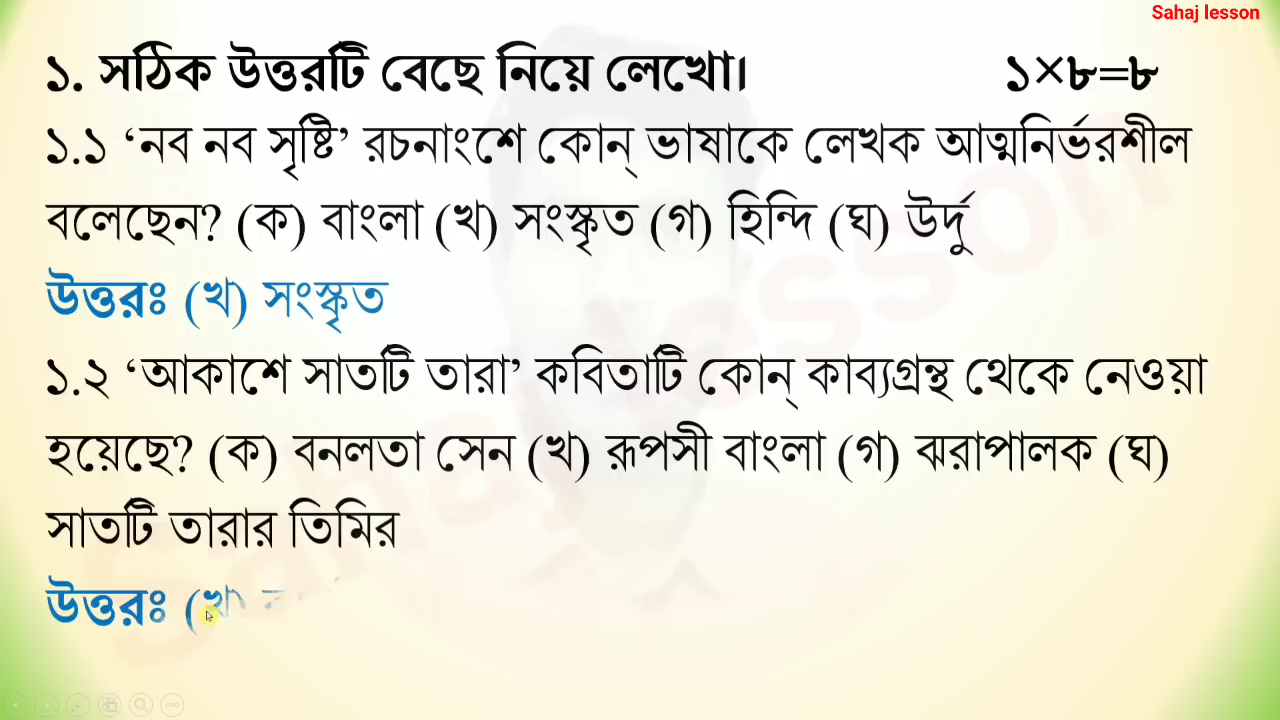 Sahaj lesson
১. সঠিক উত্তরটি বেছে নিয়ে লেখো। ১×৮=৮
১.১ ‘নব নব সৃষ্টি’ রচনাংশে কোন্ ভাষাকে লেখক আত্মনির্ভরশীল
বলেছেন? (ক) বাংলা (খ) সংস্কৃত (গ) হিন্দি (ঘ) উর্দু
উত্তরঃ (খ) সংস্কৃত
১.২ ‘আকাশে সাতটি তারা’ কবিতাটি কোন্ কাব্যগ্রন্থ থেকে নেওয়া
হয়েছে? (ক) বনলতা সেন (খ) রূপসী বাংলা (গ) ঝরাপালক (ঘ)
সাতটি তারার তিমির
উত্তরঃ (খ)
Sahaj lesson